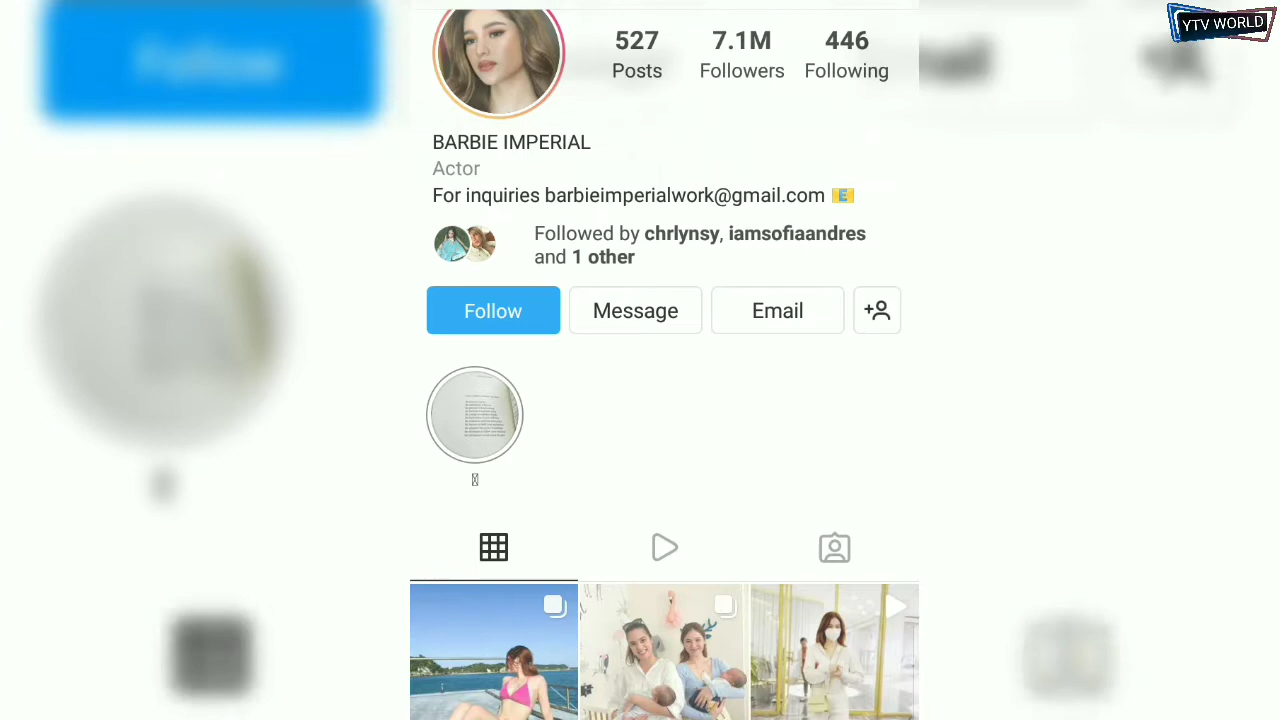 YTV WORLD
527 7.1M 446
Posts Followers Following
BARBIE IMPERIAL
Actor
For inquiries barbieimperialwork@gmail.com 📧
Followed by chrlynsy, iamsofiaandres
and 1 other
Follow Message Email